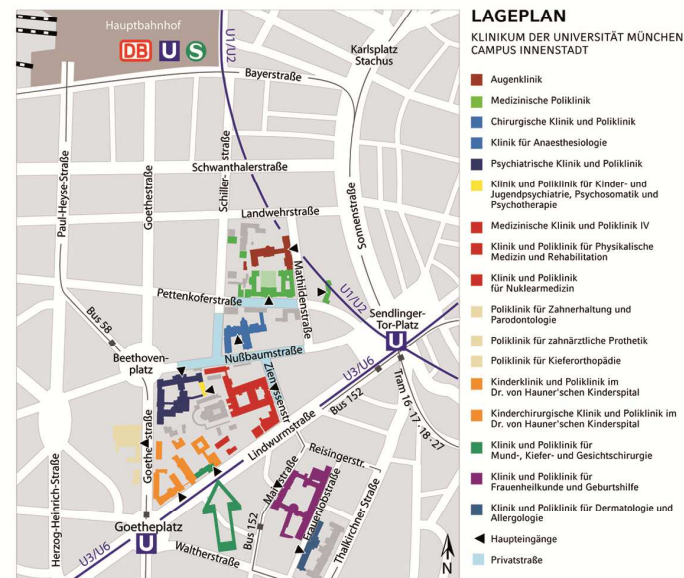 Hauptbahnhof
DB U S
U1/U2
Karlsplatz
Stachus
Bayerstraße
Paul-Heyse-Straße
Goethestraße
Schiller-straße
Schwanthalerstraße
Sonnenstraße
Landwehrstraße
Mathildenstraße
Pettenkoferstraße
U1/U2
Sendlinger-
Tor-Platz
U
Bus 58
Beethoven-
platz
Nußbaumstraße
Ziemssenstr
U3/U6
Bus 152
Tram 16 · 17 · 18 · 27
Goethestraße
Lindwurmstraße
Reisingerstr.
Maistraße
Frauenlobstraße
Thalkirchner Straße
Herzog-Heinrich-Straße
Goetheplatz
U
U3/U6
Waltherstraße
Bus 152
N
LAGEPLAN
KLINIKUM DER UNIVERSITÄT MÜNCHEN
CAMPUS INNENSTADT
Augenklinik
Medizinische Poliklinik
Chirurgische Klinik und Poliklinik
Klinik für Anaesthesiologie
Psychiatrische Klinik und Poliklinik
Klinik und Poliklinik für Kinder- und
Jugendpsychiatrie, Psychosomatik und
Psychotherapie
Medizinische Klinik und Poliklinik IV
Klinik und Poliklinik für Physikalische
Medizin und Rehabilitation
Klinik und Poliklinik
für Nuklearmedizin
Poliklinik für Zahnerhaltung und
Parodontologie
Poliklinik für zahnärztliche Prothetik
Poliklinik für Kieferorthopädie
Kinderklinik und Poliklinik im
Dr. von Hauner'schen Kinderspital
Kinderchirurgische Klinik und Poliklinik im
Dr. von Hauner'schen Kinderspital
Klinik und Poliklinik für
Mund-, Kiefer- und Gesichtschirurgie
Klinik und Poliklinik für
Frauenheilkunde und Geburtshilfe
Klinik und Poliklinik für Dermatologie und
Allergologie
Haupteingänge
Privatstraße